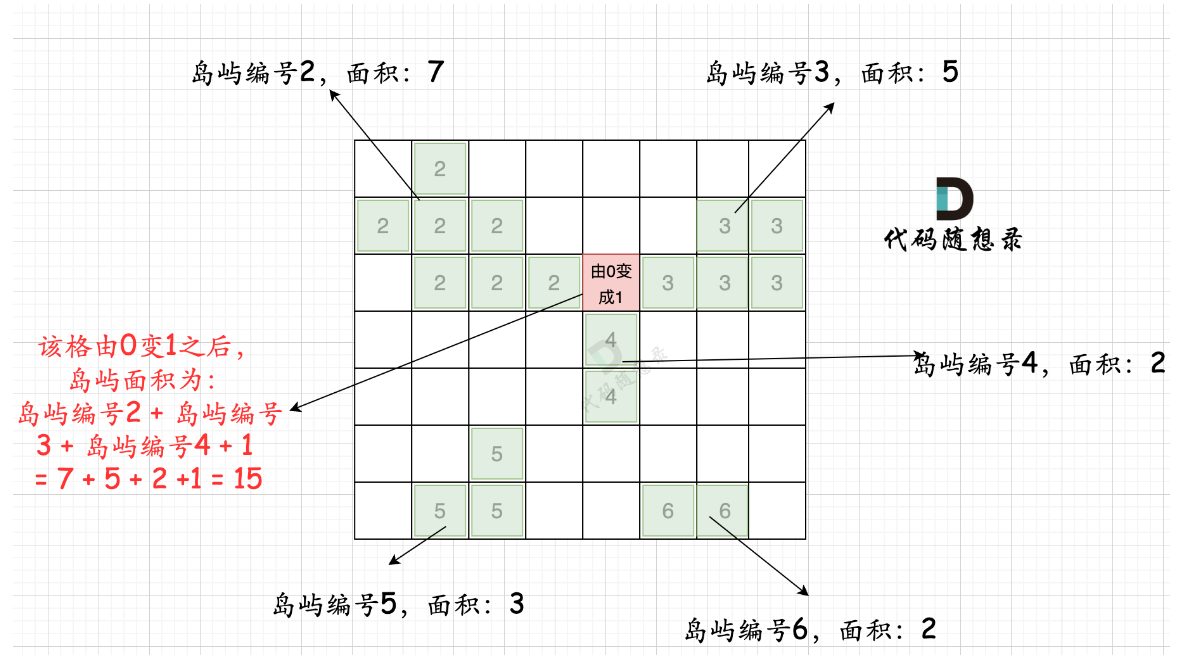 岛屿编号2，面积：7
岛屿编号3，面积：5
代码随想录
2
2 2 2 3 3
2 2 2 由0变
成1 3 3 3
4
4
5
5 5 6 6
该格由0变1之后，
岛屿面积为：
岛屿编号2 + 岛屿编号
3 + 岛屿编号4 + 1
= 7 + 5 + 2 +1 = 15
岛屿编号4，面积：2
代码随想录
岛屿编号5，面积：3
岛屿编号6，面积：2